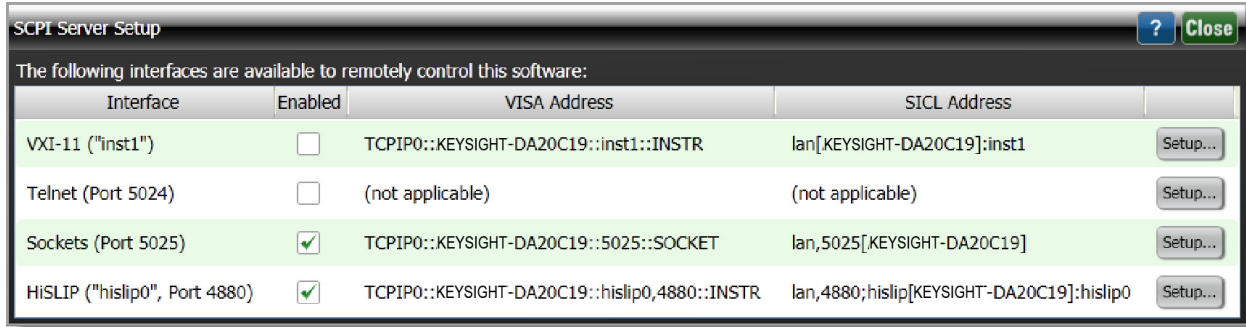 SCPI Server Setup ? Close
The following interfaces are available to remotely control this software:
Interface Enabled VISA Address SICL Address
VXI-11 ("inst1") TCPIP0::KEYSIGHT-DA20C19::inst1::INSTR lan[.KEYSIGHT-DA20C19]:inst1 Setup...
Telnet (Port 5024) (not applicable) (not applicable) Setup...
Sockets (Port 5025) TCPIP0::KEYSIGHT-DA20C19::5025::SOCKET lan,5025[.KEYSIGHT-DA20C19] Setup...
HiSLIP ("hislip0", Port 4880) TCPIP0::KEYSIGHT-DA20C19::hislip0,4880::INSTR lan,4880;hislip[KEYSIGHT-DA20C19]:hislip0 Setup...